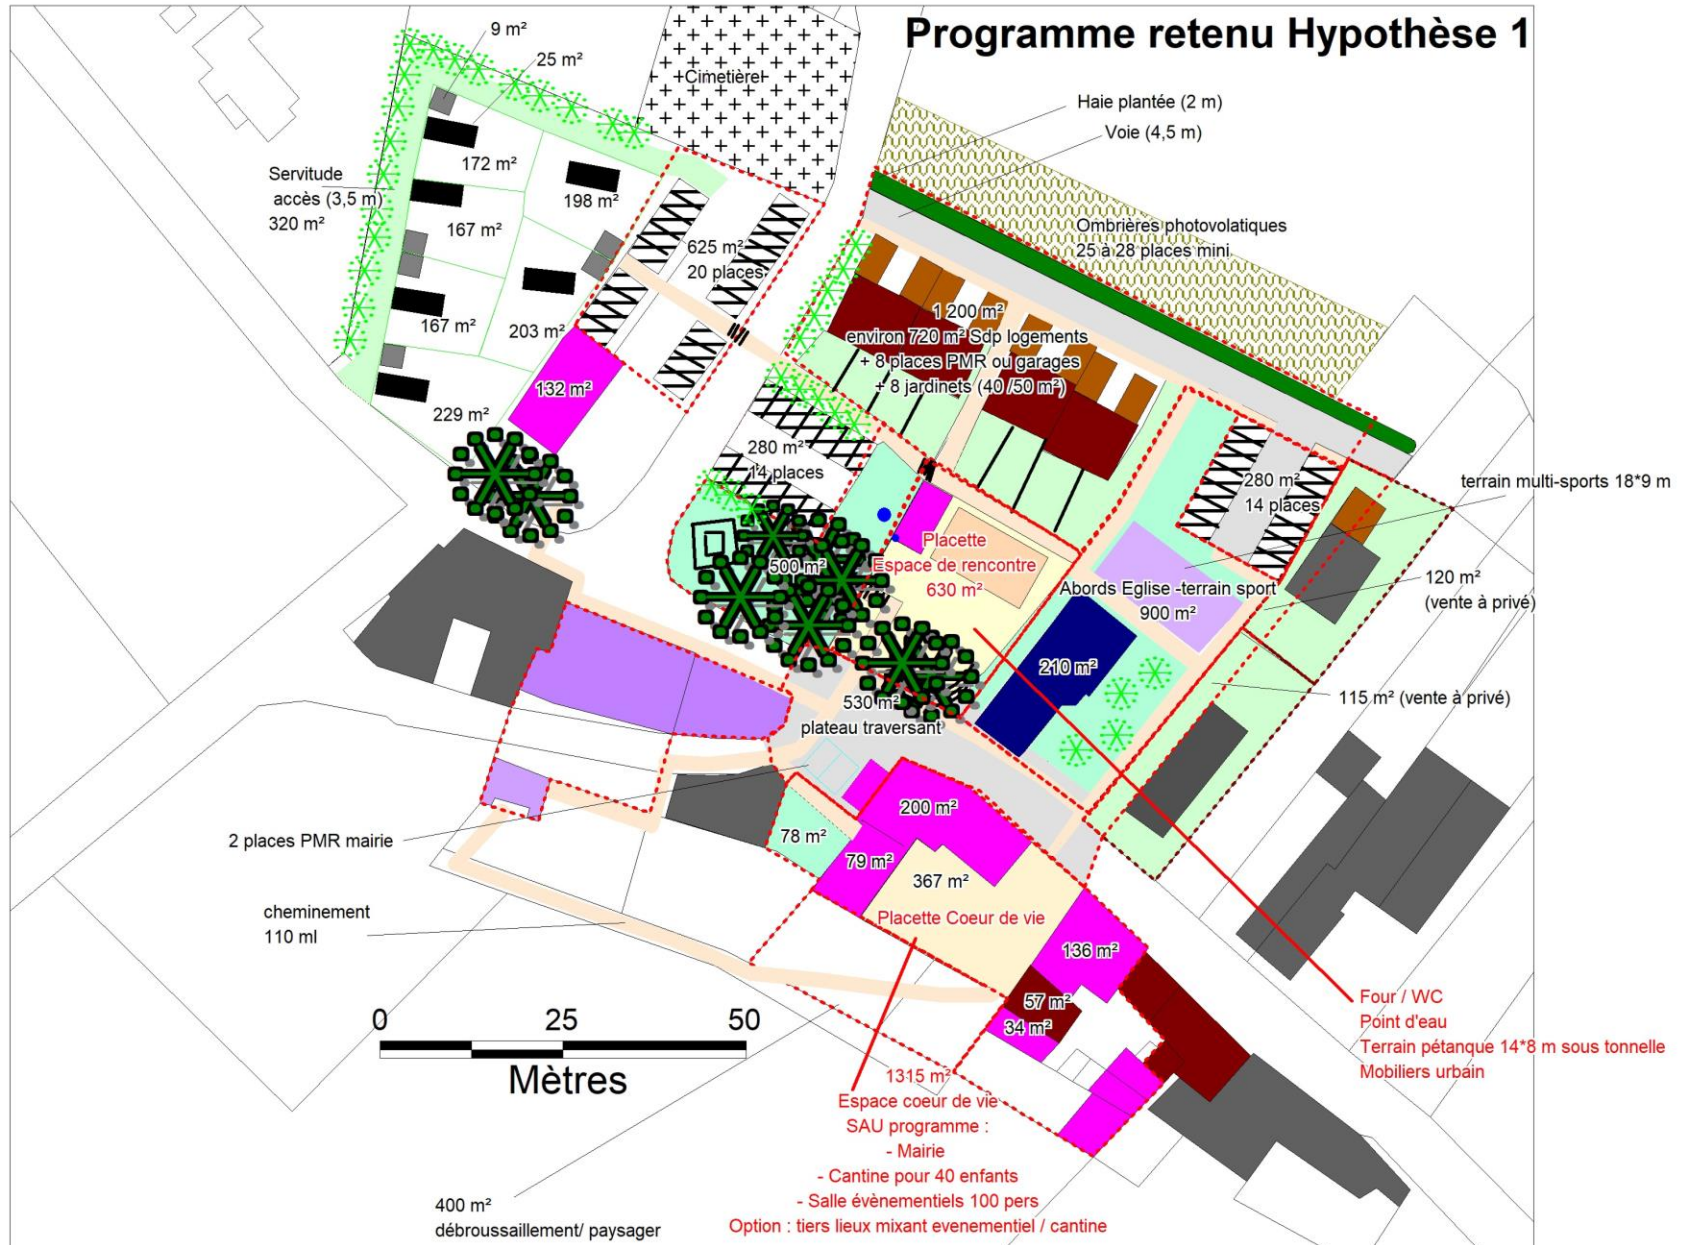 Programme retenu Hypothèse 1
9 m²
25 m²
Cimetière
Haie plantée (2 m)
Voie (4,5 m)
172 m²
Servitude
accès (3,5 m)
320 m²
198 m²
167 m²
Ombrières photovolatiques
25 à 28 places mini
625 m²
20 places
167 m²
203 m²
1 200 m²
environ 720 m² Sdp logements
+ 8 places PMR ou garages
+ 8 jardinets (40 /50 m²)
132 m²
229 m²
280 m²
14 places
280 m²
14 places
terrain multi-sports 18*9 m
Placette
Espace de rencontre
630 m²
500 m²
Abords Eglise -terrain sport
900 m²
120 m²
(vente à privé)
210 m²
115 m² (vente à privé)
530 m²
plateau traversant
200 m²
2 places PMR mairie
78 m²
79 m²
367 m²
Placette Coeur de vie
cheminement
110 ml
136 m²
57 m²
34 m²
Four / WC
Point d'eau
Terrain pétanque 14*8 m sous tonnelle
Mobiliers urbain
0 25 50
Mètres
1315 m²
Espace coeur de vie
SAU programme :
- Mairie
- Cantine pour 40 enfants
- Salle évènementiels 100 pers
Option : tiers lieux mixant evenementiel / cantine
400 m²
débroussaillement/ paysager